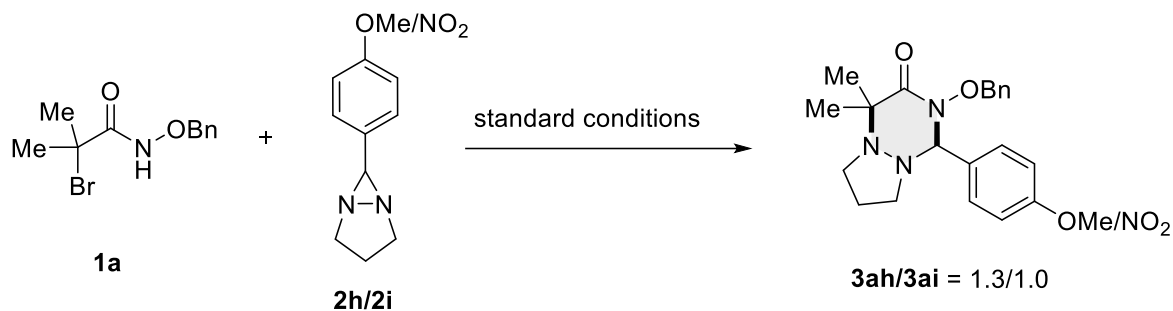 OMe/NO2
O
Me
Me
N
H
OBn
Br
1a
+
N
N
2h/2i
standard conditions
O
Me
Me
N
OBn
N
N
OMe/NO2
3ah/3ai = 1.3/1.0